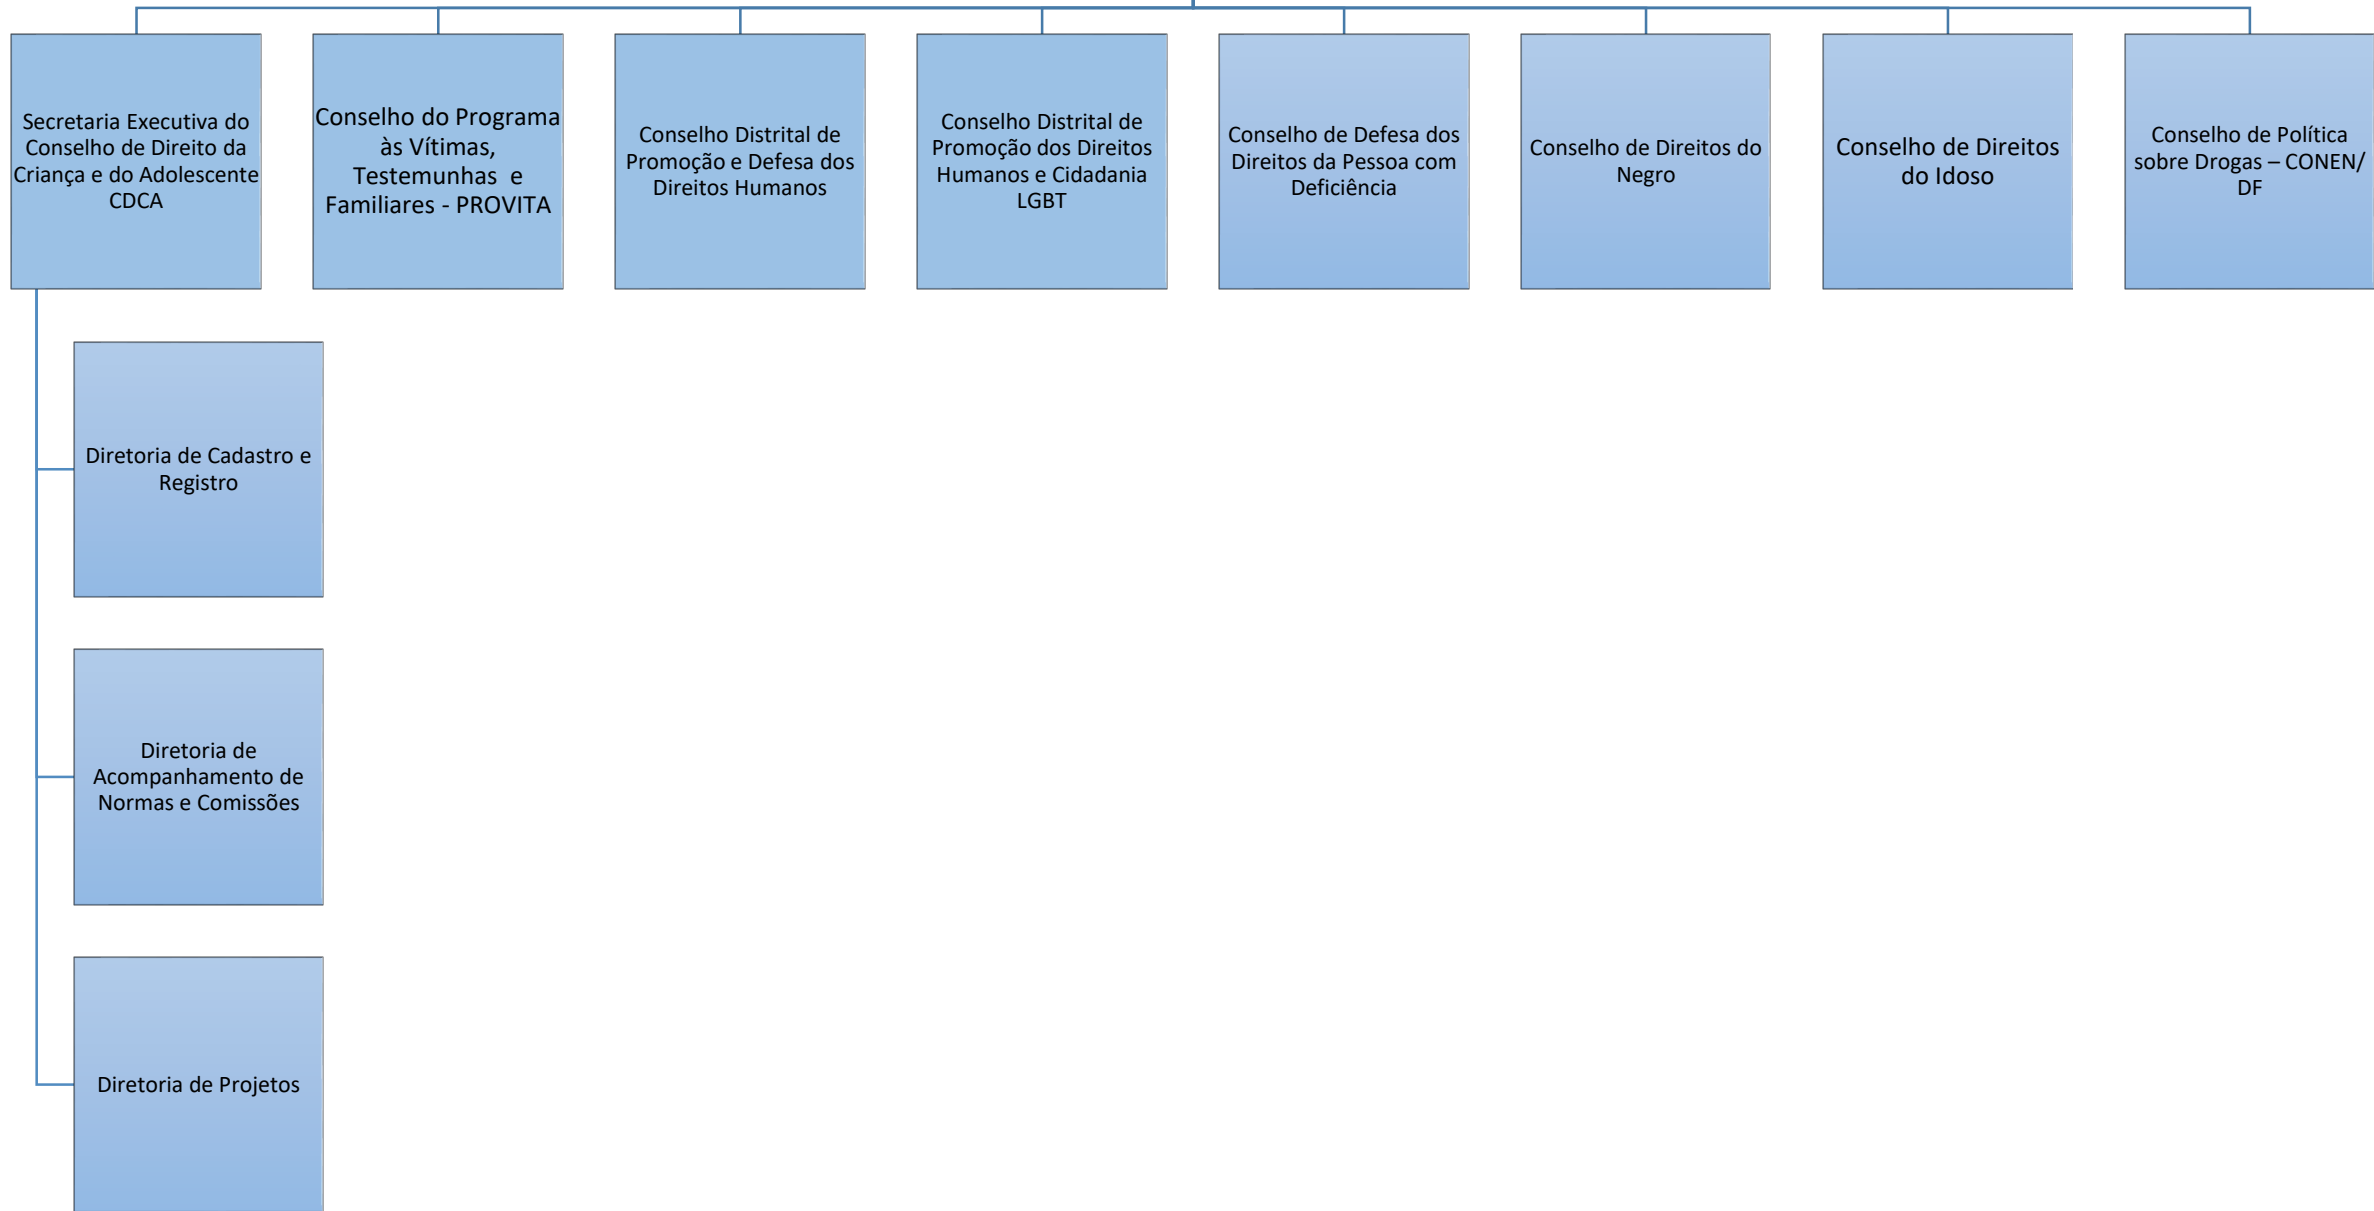 Secretaria Executiva do
Conselho de Direito da
Criança e do Adolescente
CDCA
Conselho do Programa
às Vítimas,
Testemunhas e
Familiares - PROVITA
Conselho Distrital de
Promoção e Defesa dos
Direitos Humanos
Conselho Distrital de
Promoção dos Direitos
Humanos e Cidadania
LGBT
Conselho de Defesa dos
Direitos da Pessoa com
Deficiência
Conselho de Direitos do
Negro
Conselho de Direitos
do Idoso
Conselho de Política
sobre Drogas – CONEN/
DF
Diretoria de Cadastro e
Registro
Diretoria de
Acompanhamento de
Normas e Comissões
Diretoria de Projetos